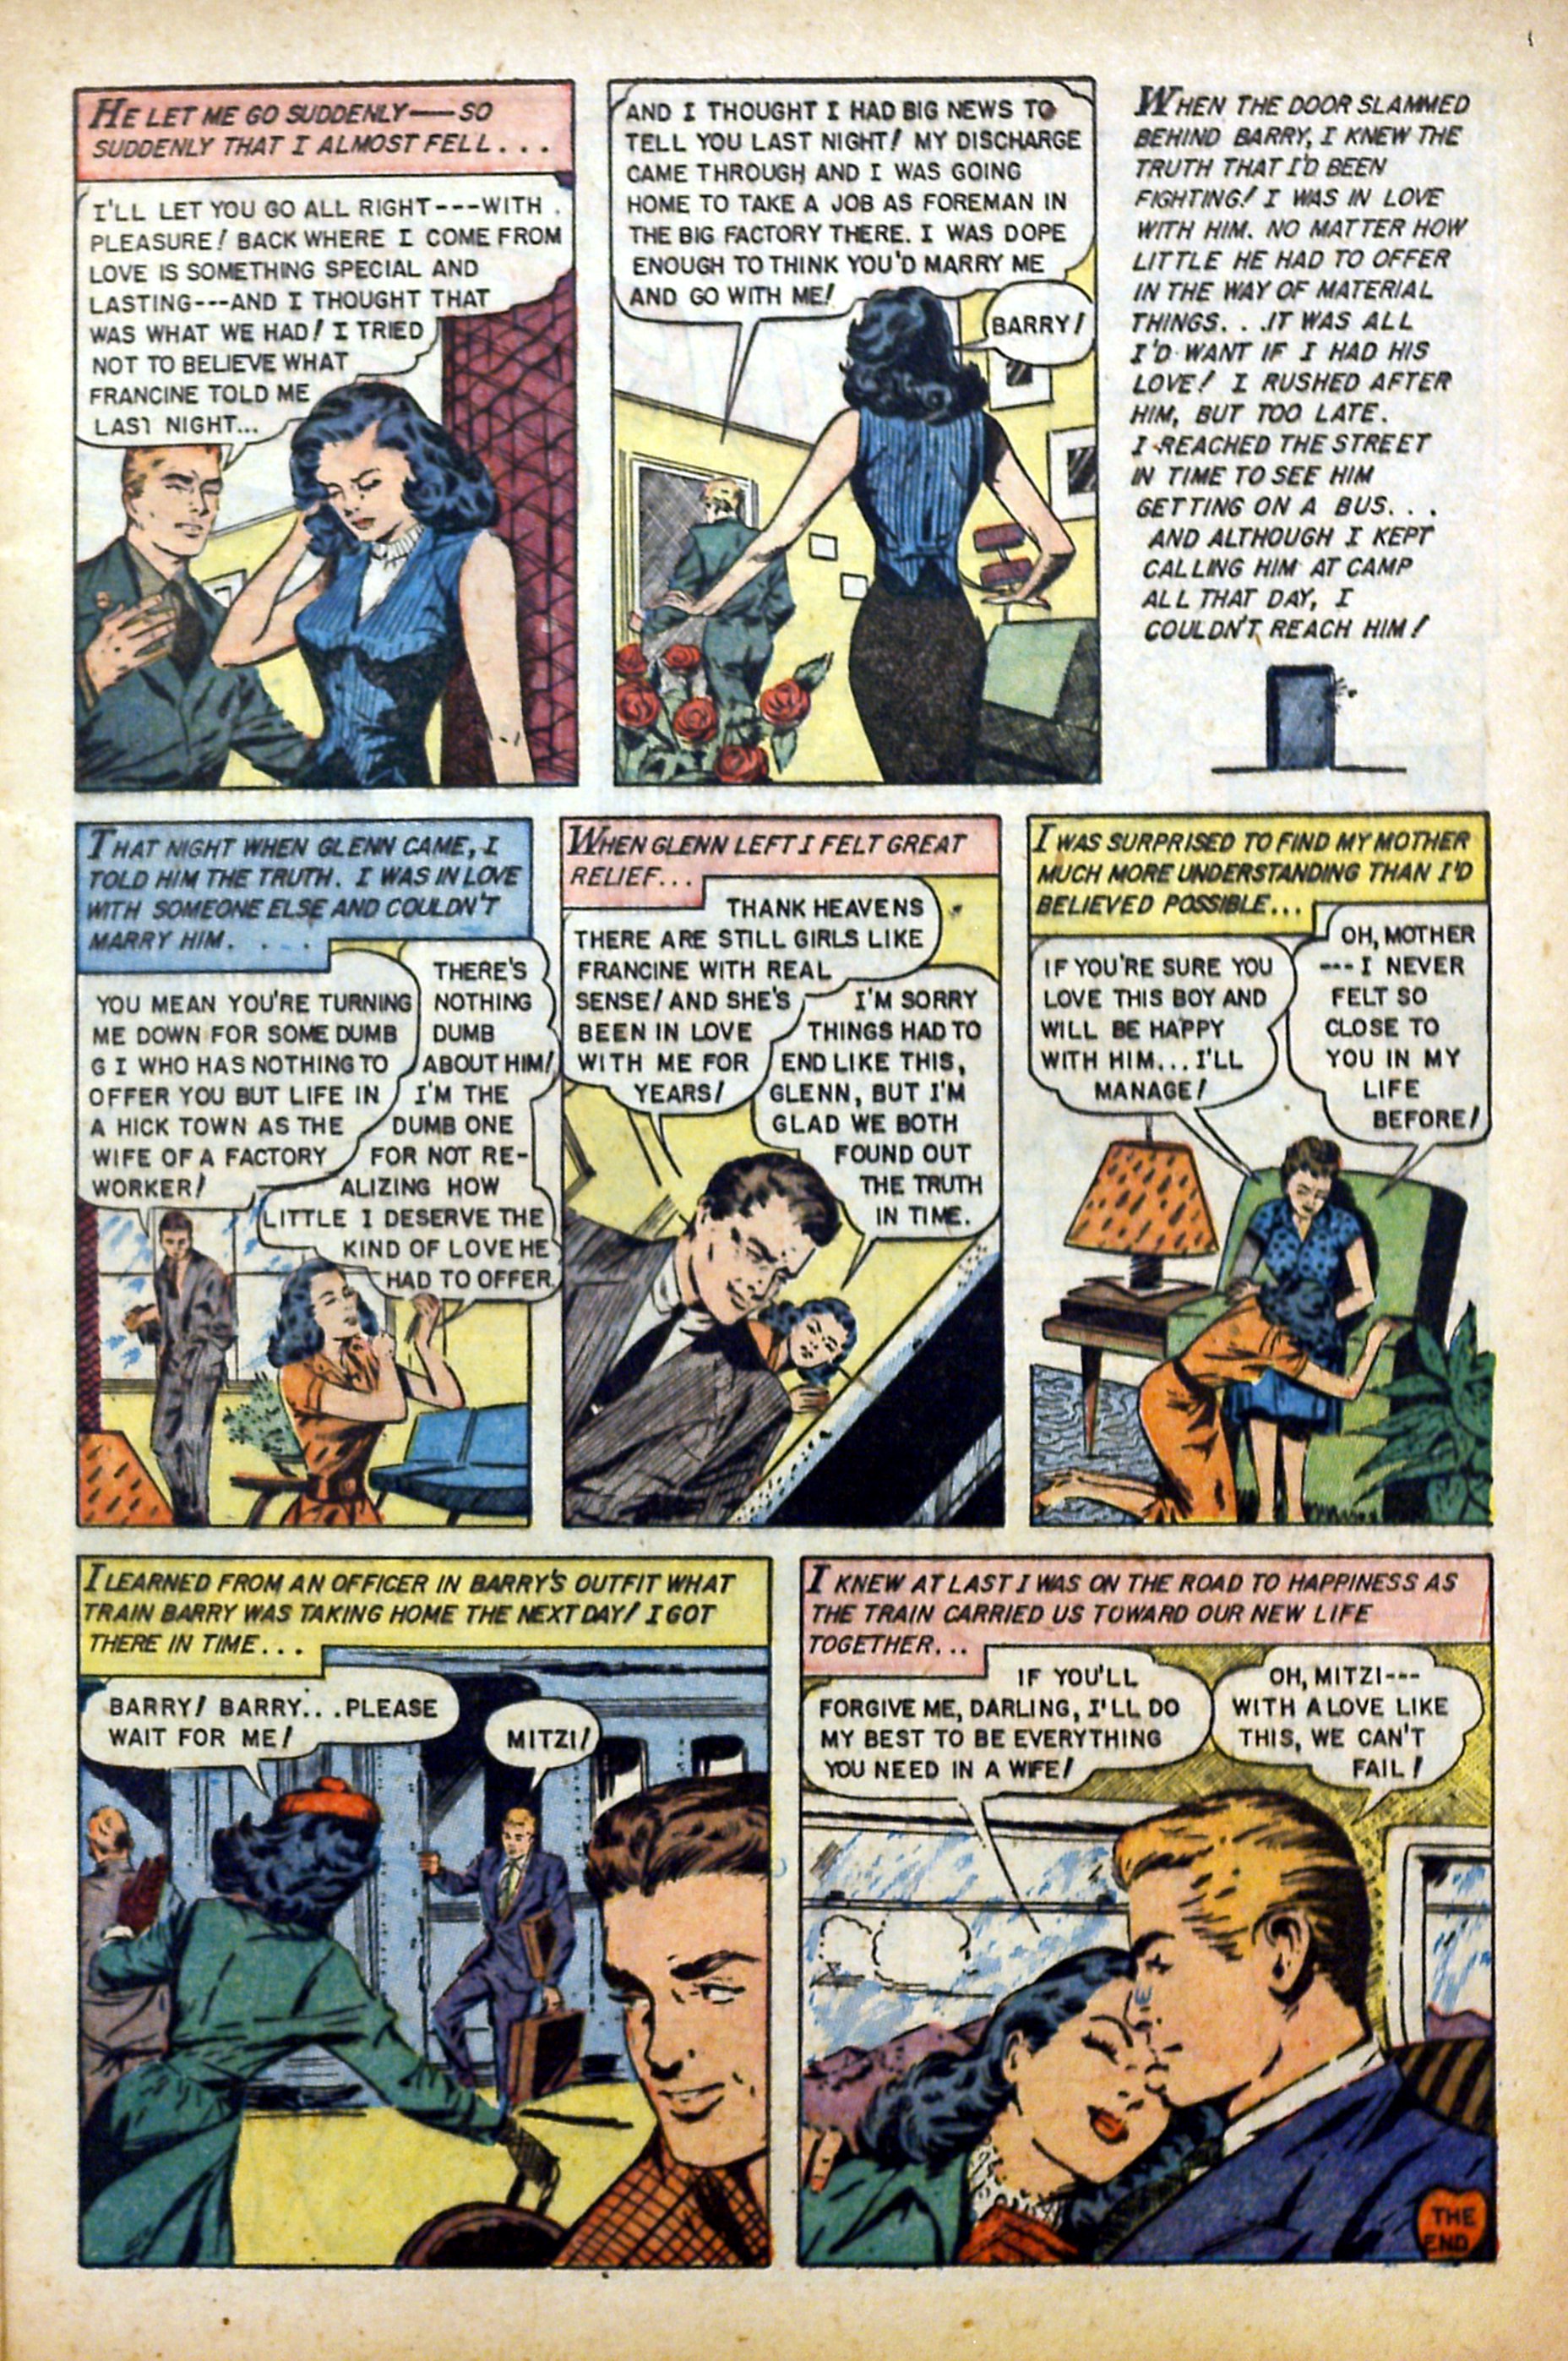 HE LET ME GO SUDDENLY—SO
SUDDENLY THAT I ALMOST FELL...
I'LL LET YOU GO ALL RIGHT---WITH
PLEASURE! BACK WHERE I COME FROM
LOVE IS SOMETHING SPECIAL AND
LASTING---AND I THOUGHT THAT
WAS WHAT WE HAD! I TRIED
NOT TO BELIEVE WHAT
FRANCINE TOLD ME
LAST NIGHT...
AND I THOUGHT I HAD BIG NEWS TO
TELL YOU LAST NIGHT! MY DISCHARGE
CAME THROUGH AND I WAS GOING
HOME TO TAKE A JOB AS FOREMAN IN
THE BIG FACTORY THERE. I WAS DOPE
ENOUGH TO THINK YOU'D MARRY ME
AND GO WITH ME!
BARRY!
WHEN THE DOOR SLAMMED
BEHIND BARRY, I KNEW THE
TRUTH THAT I'D BEEN
FIGHTING! I WAS IN LOVE
WITH HIM. NO MATTER HOW
LITTLE HE HAD TO OFFER
IN THE WAY OF MATERIAL
THINGS...IT WAS ALL
I'D WANT IF I HAD HIS
LOVE! I RUSHED AFTER
HIM, BUT TOO LATE.
I REACHED THE STREET
IN TIME TO SEE HIM
GETTING ON A BUS...
AND ALTHOUGH I KEPT
CALLING HIM AT CAMP
ALL THAT DAY, I
COULDN'T REACH HIM!
THAT NIGHT WHEN GLENN CAME, I
TOLD HIM THE TRUTH. I WAS IN LOVE
WITH SOMEONE ELSE AND COULDN'T
MARRY HIM. . . .
YOU MEAN YOU'RE TURNING
ME DOWN FOR SOME DUMB
G I WHO HAS NOTHING TO
OFFER YOU BUT LIFE IN
A HICK TOWN AS THE
WIFE OF A FACTORY
WORKER!
THERE'S
NOTHING
DUMB
ABOUT HIM!
I'M THE
DUMB ONE
FOR NOT RE-
ALIZING HOW
LITTLE I DESERVE THE
KIND OF LOVE HE
HAD TO OFFER.
WHEN GLENN LEFT I FELT GREAT
RELIEF...
THANK HEAVENS
THERE ARE STILL GIRLS LIKE
FRANCINE WITH REAL
SENSE! AND SHE'S
BEEN IN LOVE
WITH ME FOR
YEARS!
I'M SORRY
THINGS HAD TO
END LIKE THIS,
GLENN, BUT I'M
GLAD WE BOTH
FOUND OUT
THE TRUTH
IN TIME.
I WAS SURPRISED TO FIND MY MOTHER
MUCH MORE UNDERSTANDING THAN I'D
BELIEVED POSSIBLE...
IF YOU'RE SURE YOU
LOVE THIS BOY AND
WILL BE HAPPY
WITH HIM...I'LL
MANAGE!
OH, MOTHER
---I NEVER
FELT SO
CLOSE TO
YOU IN MY
LIFE
BEFORE!
I LEARNED FROM AN OFFICER IN BARRY'S OUTFIT WHAT
TRAIN BARRY WAS TAKING HOME THE NEXT DAY! I GOT
THERE IN TIME...
BARRY! BARRY...PLEASE
WAIT FOR ME!
MITZI!
I KNEW AT LAST I WAS ON THE ROAD TO HAPPINESS AS
THE TRAIN CARRIED US TOWARD OUR NEW LIFE
TOGETHER...
IF YOU'LL
FORGIVE ME, DARLING, I'LL DO
MY BEST TO BE EVERYTHING
YOU NEED IN A WIFE!
OH, MITZI---
WITH A LOVE LIKE
THIS, WE CAN'T
FAIL!
THE
END